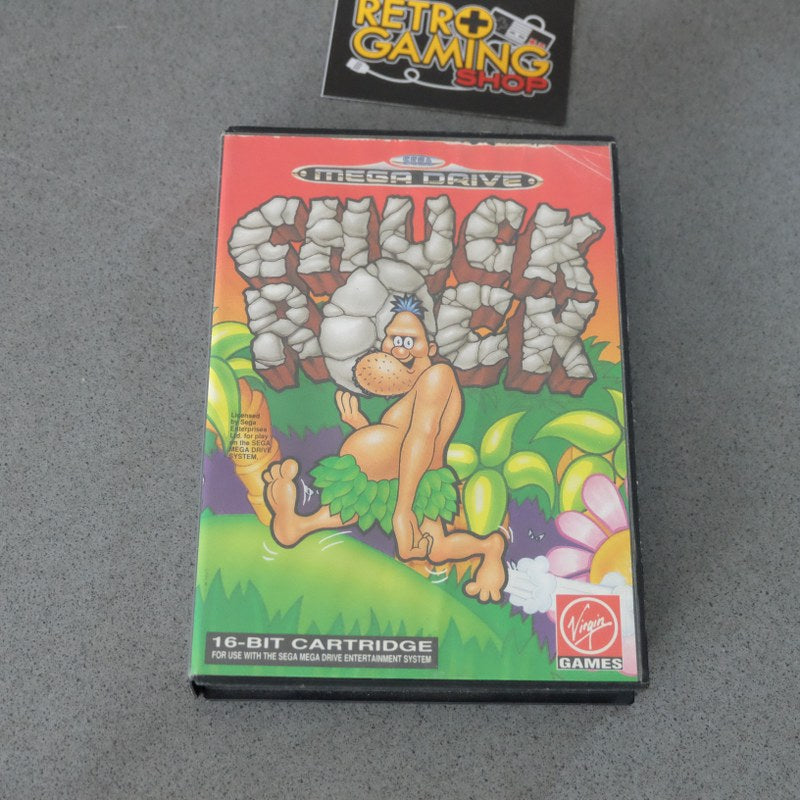 RETRO
GAMING
SHOP
SEGA
MEGA DRIVE
CHUCK
ROCK
Licensed
by Sega
Enterprises
Ltd. for play
on the SEGA
MEGA DRIVE
SYSTEM.
16-BIT CARTRIDGE
FOR USE WITH THE SEGA MEGA DRIVE ENTERTAINMENT SYSTEM
Virgin
GAMES